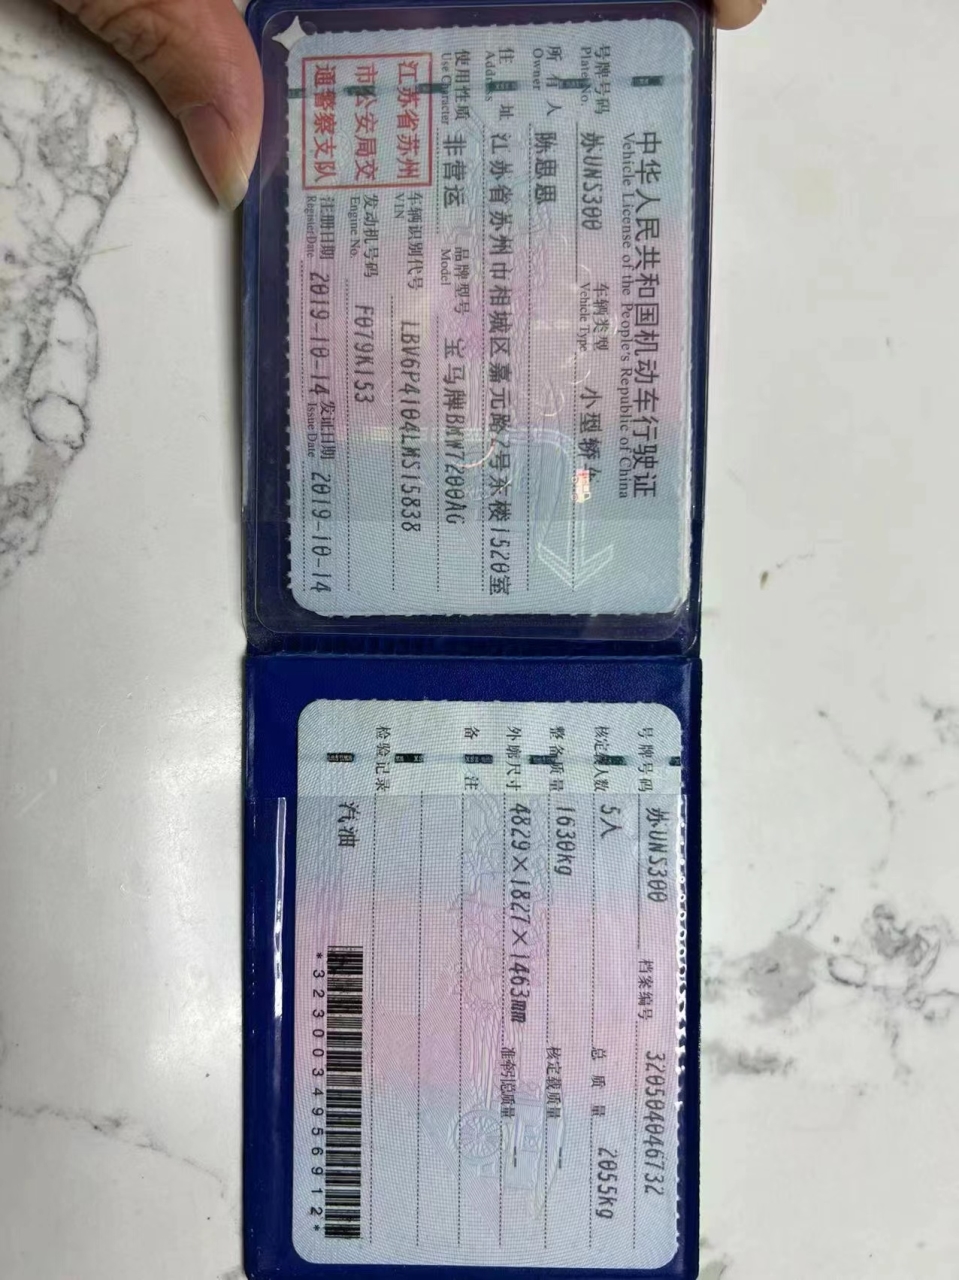 中华人民共和国机动车行驶证
Vehicle License of the People's Republic of China
号牌号码 苏UNS300 车辆类型 小型轿
Plate No. Vehicle Type
所有人 陈思思
Owner
住址 江苏省苏州市相城区嘉元路2号东楼1520室
Address
使用性质 非营运 品牌型号 宝马牌BMW7200AG
Use Character Model
江苏省苏州市公安局交通警察支队
车辆识别代号 LBV6P4104LMS15838
VIN
发动机号码 F079K153
Engine No.
注册日期 2019-10-14 发证日期 2019-10-14
Register Date Issue Date
号牌号码 苏UNS300 档案编号 320504046732
核定载人数 5人 总质量 2055kg
整备质量 1630kg 核定载质量 --
外廓尺寸 4829×1827×1463mm 准牵引总质量 --
备注
检验记录
汽油
*3230034956912*